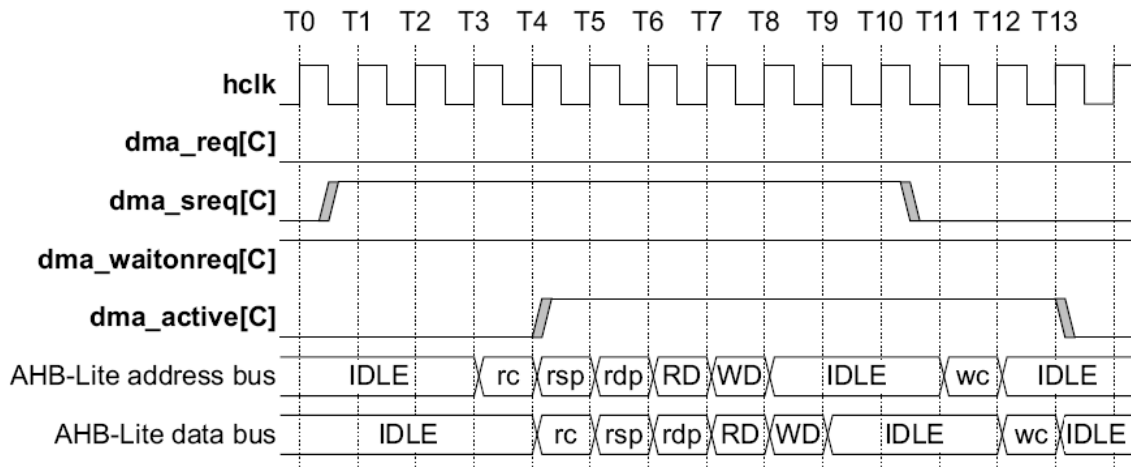 T0 T1 T2 T3 T4 T5 T6 T7 T8 T9 T10 T11 T12 T13
hclk
dma_req[C]
dma_sreq[C]
dma_waitonreq[C]
dma_active[C]
AHB-Lite address bus IDLE rc rsp rdp RD WD IDLE wc IDLE
AHB-Lite data bus IDLE rc rsp rdp RD WD IDLE wc IDLE